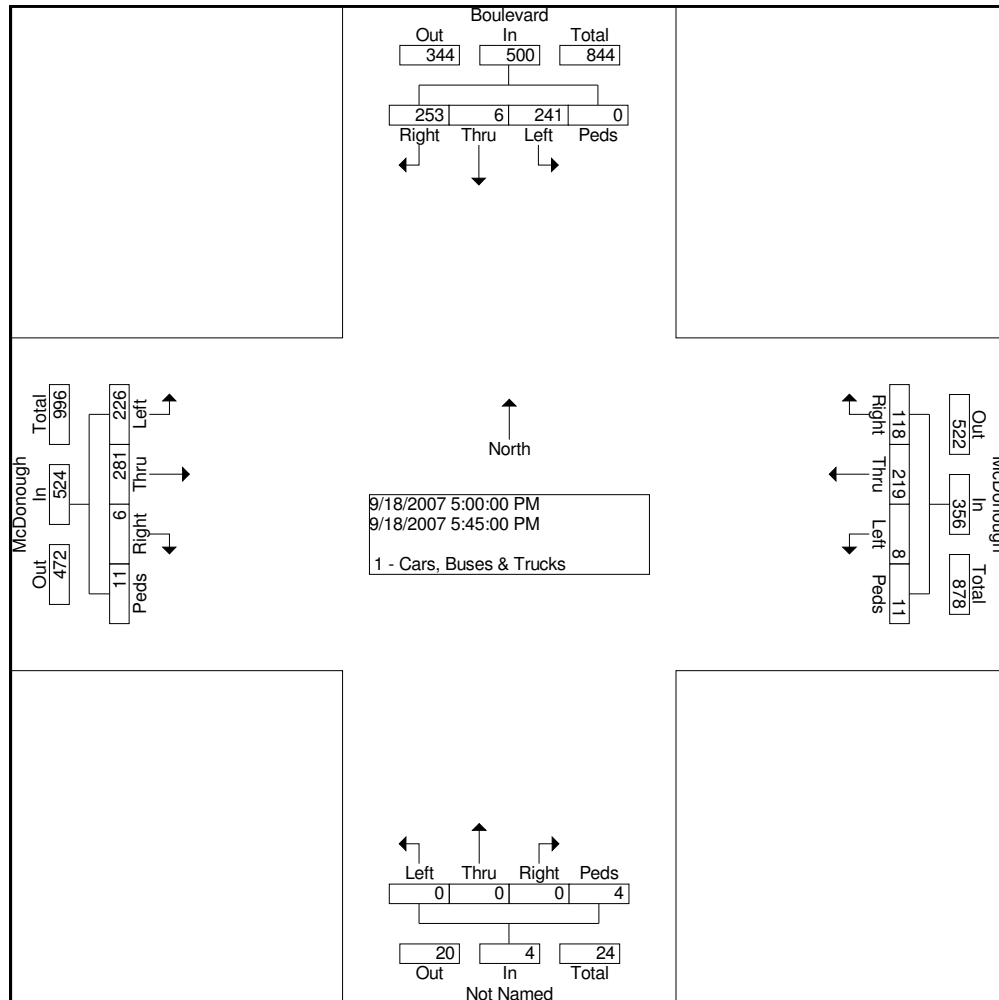 Boulevard
Out In Total
344 500 844
253 6 241 0
Right Thru Left Peds
McDonough
Total In Out
996 524 472
226 281 6 11
Left Thru Right Peds
North
9/18/2007 5:00:00 PM
9/18/2007 5:45:00 PM
1 - Cars, Buses & Trucks
Right Thru Left Peds
118 219 8 11
522 356 878
Out In Total
McDonough
Left Thru Right Peds
0 0 0 4
20 4 24
Out In Total
Not Named